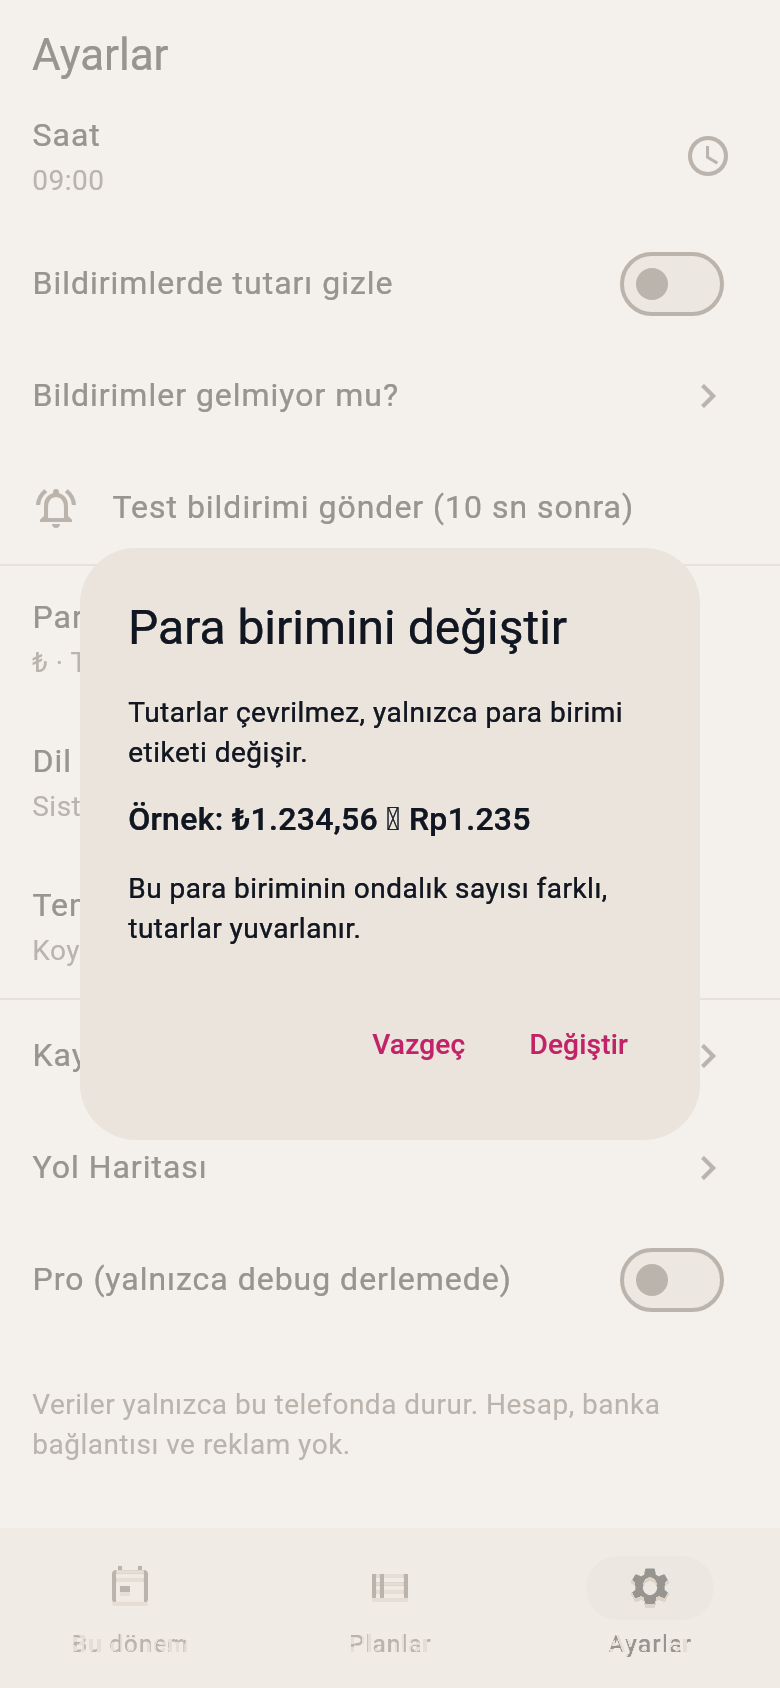 Ayarlar
Saat
09:00
Bildirimlerde tutarı gizle
Bildirimler gelmiyor mu?
Test bildirimi gönder (10 sn sonra)
Par
₺ · T
Para birimini değiştir
Tutarlar çevrilmez, yalnızca para birimi
etiketi değişir.
Dil
Sist
Örnek: ₺1.234,56 Rp1.235
Bu para biriminin ondalık sayısı farklı,
tutarlar yuvarlanır.
Koy
Vazgeç Değiştir
Kay
Yol Haritası
Pro (yalnızca debug derlemede)
Veriler yalnızca bu telefonda durur. Hesap, banka
bağlantısı ve reklam yok.
Bu dönem Planlar Ayarlar